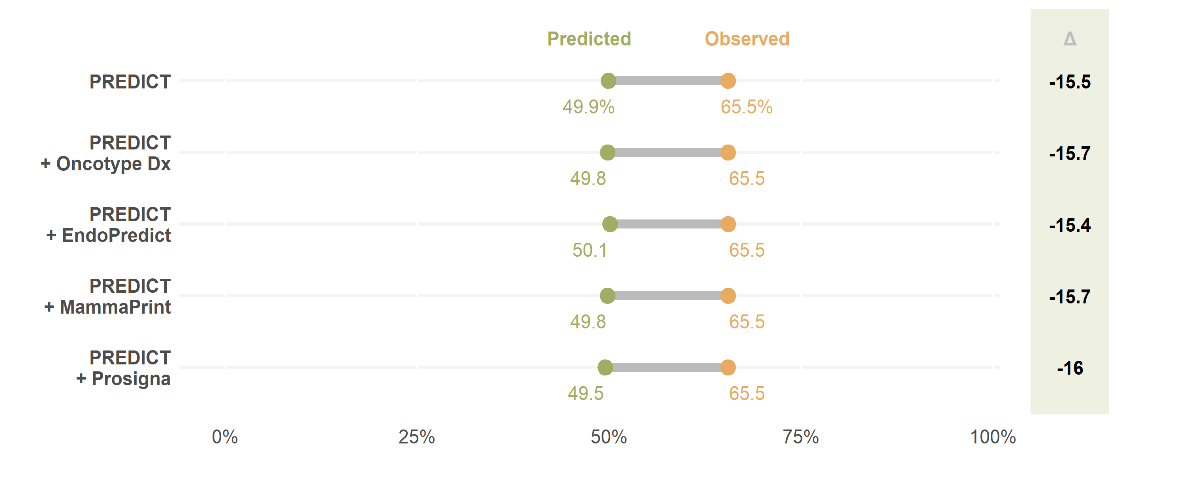 Predicted Observed Δ
PREDICT -15.5
49.9% 65.5%
PREDICT
+ Oncotype Dx -15.7
49.8 65.5
PREDICT
+ EndoPredict -15.4
50.1 65.5
PREDICT
+ MammaPrint -15.7
49.8 65.5
PREDICT
+ Prosigna -16
49.5 65.5
0% 25% 50% 75% 100%